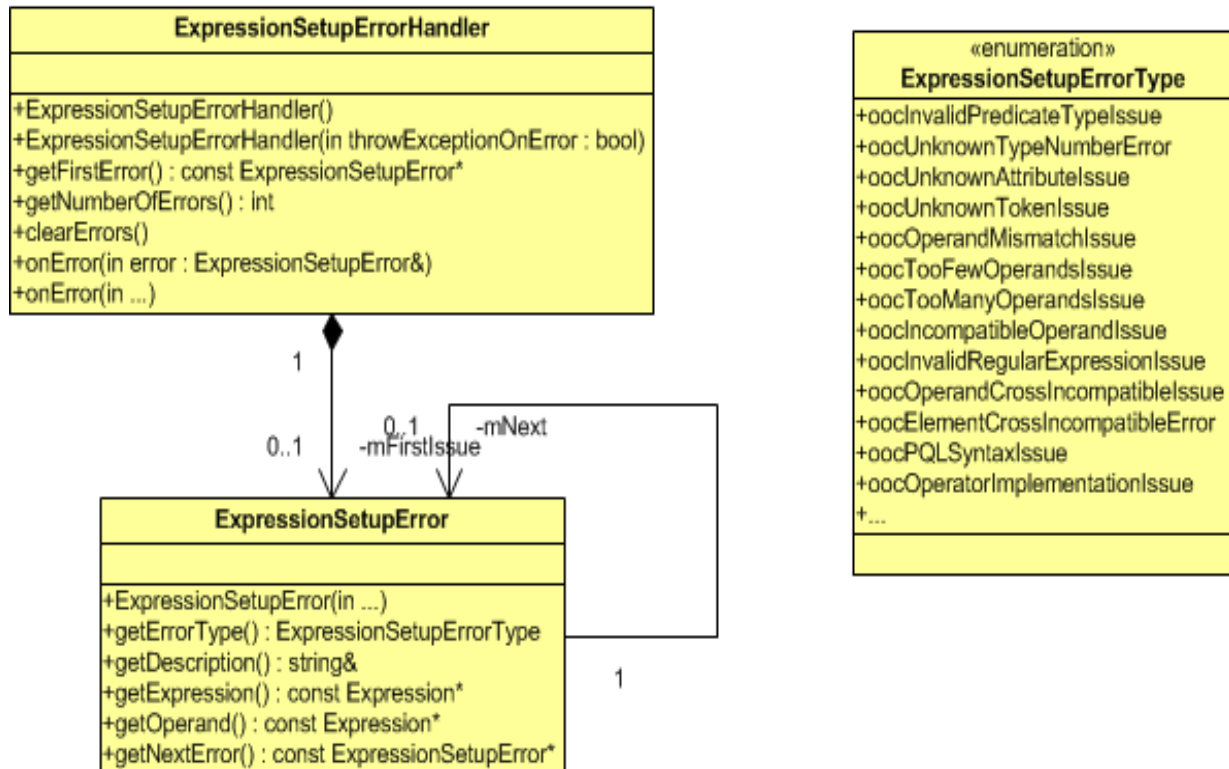 ExpressionSetupErrorHandler
+ExpressionSetupErrorHandler()
+ExpressionSetupErrorHandler(in throwExceptionOnError : bool)
+getFirstError() : const ExpressionSetupError*
+getNumberOfErrors() : int
+clearErrors()
+onError(in error : ExpressionSetupError&)
+onError(in ...)
1
0..1
-mFirstIssue
0..1
-mNext
ExpressionSetupError
+ExpressionSetupError(in ...)
+getErrorType() : ExpressionSetupErrorType
+getDescription() : string&
+getExpression() : const Expression*
+getOperand() : const Expression*
+getNextError() : const ExpressionSetupError*
1
«enumeration»
ExpressionSetupErrorType
+oocInvalidPredicateTypeIssue
+oocUnknownTypeNumberError
+oocUnknownAttributeIssue
+oocUnknownTokenIssue
+oocOperandMismatchIssue
+oocTooFewOperandsIssue
+oocTooManyOperandsIssue
+oocIncompatibleOperandIssue
+oocInvalidRegularExpressionIssue
+oocOperandCrossIncompatibleIssue
+oocElementCrossIncompatibleError
+oocPQLSyntaxIssue
+oocOperatorImplementationIssue
+...